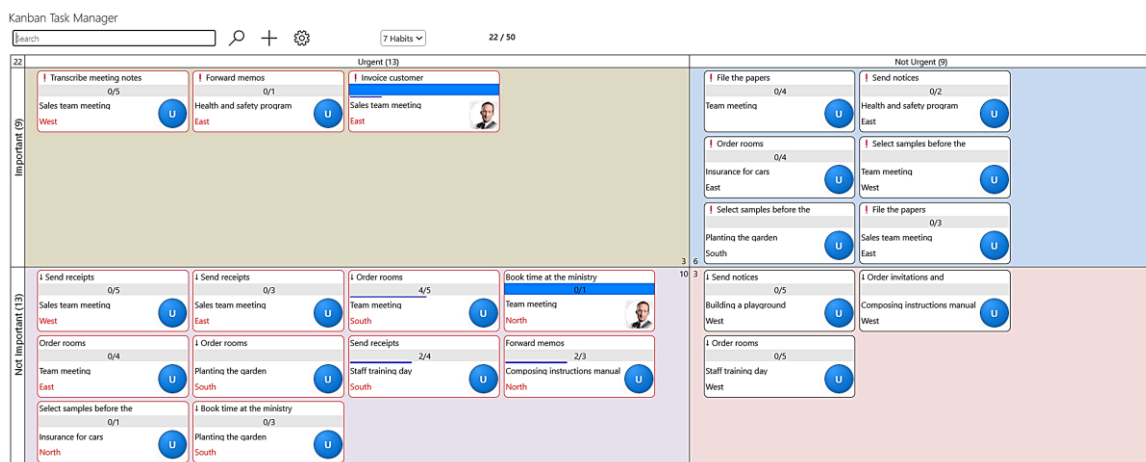 Kanban Task Manager
Search
7 Habits
22 / 50
22
Urgent (13)
Not Urgent (9)
Important (9)
! Transcribe meeting notes
0/5
Sales team meeting
U
West
! Forward memos
0/1
Health and safety program
U
East
! Invoice customer
Sales team meeting
East
3
! File the papers
0/4
Team meeting
U
! Send notices
0/2
Health and safety program
U
East
! Order rooms
0/4
Insurance for cars
U
East
! Select samples before the
Team meeting
U
West
! Select samples before the
Planting the garden
U
South
! File the papers
0/3
Sales team meeting
U
East
6
Not Important (13)
↓ Send receipts
0/5
Sales team meeting
U
West
↓ Send receipts
0/3
Sales team meeting
U
East
↓ Order rooms
4/5
Team meeting
U
South
Book time at the ministry
0/1
Team meeting
North
10
Order rooms
0/4
Team meeting
U
East
↓ Order rooms
Planting the garden
U
South
Send receipts
2/4
Staff training day
U
South
Forward memos
2/3
Composing instructions manual
U
North
Select samples before the
0/1
Insurance for cars
U
North
↓ Book time at the ministry
0/3
Planting the garden
U
South
3
↓ Send notices
0/5
Building a playground
U
West
↓ Order invitations and
Composing instructions manual
U
West
↓ Order rooms
0/5
Staff training day
U
West